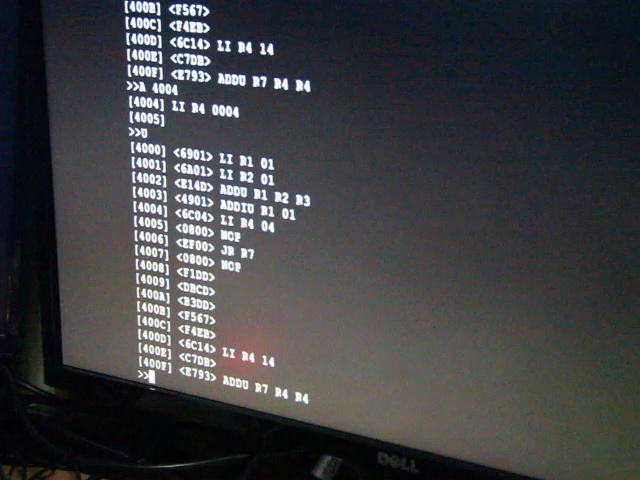 [400B] <F567>
[400C] <F4EB>
[400D] <6C14> LI R4 14
[400E] <C7DB>
[400F] <E793> ADDU R7 R4 R4
>>A 4004
[4004] LI R4 0004
[4005]
>>U
[4000] <6901> LI R1 01
[4001] <6A01> LI R2 01
[4002] <E14D> ADDU R1 R2 R3
[4003] <4901> ADDIU R1 01
[4004] <6C04> LI R4 04
[4005] <0800> NOP
[4006] <EF00> JR R7
[4007] <0800> NOP
[4008] <F1DD>
[4009] <DBCD>
[400A] <B3DD>
[400B] <F567>
[400C] <F4EB>
[400D] <6C14> LI R4 14
[400E] <C7DB>
[400F] <E793> ADDU R7 R4 R4
>>
DELL